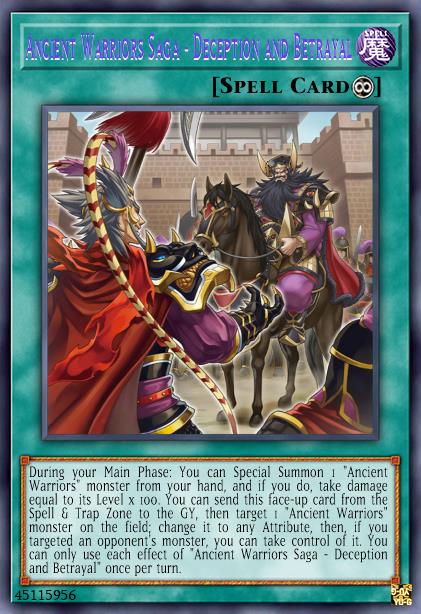 Ancient Warriors Saga - Deception and Betrayal
SPELL
魔
[Spell Card]
During your Main Phase: You can Special Summon 1 "Ancient
Warriors" monster from your hand, and if you do, take damage
equal to its Level x 100. You can send this face-up card from the
Spell & Trap Zone to the GY, then target 1 "Ancient Warriors"
monster on the field; change it to any Attribute, then, if you
targeted an opponent's monster, you can take control of it. You
can only use each effect of "Ancient Warriors Saga - Deception
and Betrayal" once per turn.
45115956